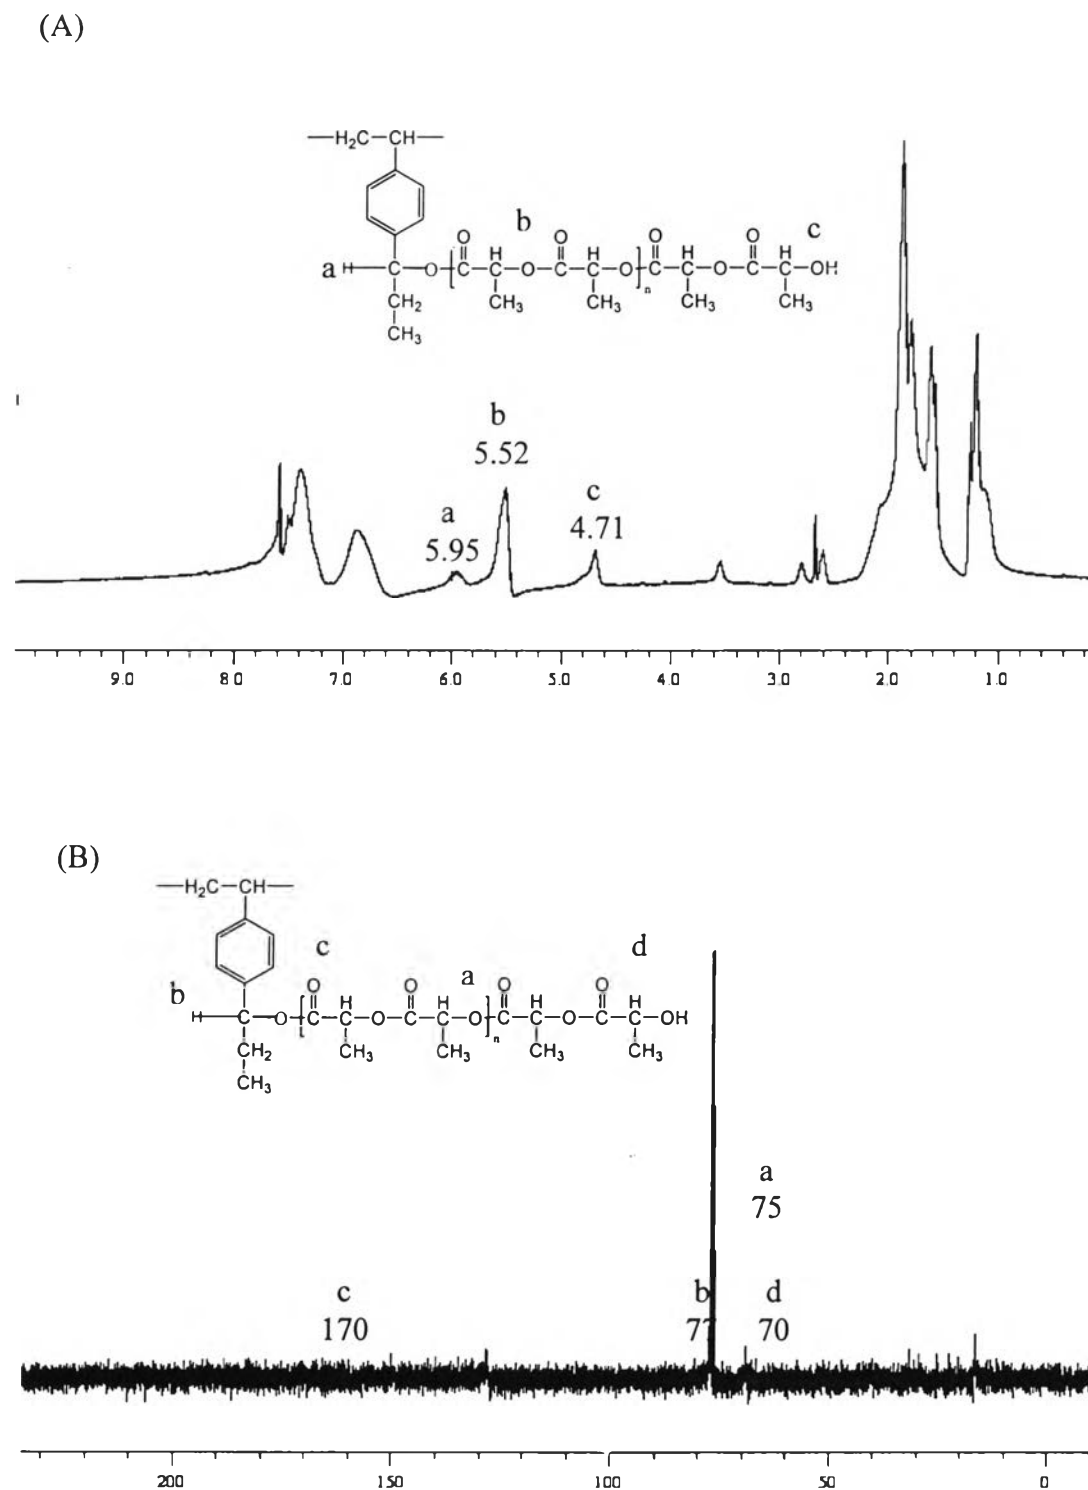 (A)
—H₂C—CH—
b
O H O H O H O H c
a H—C—O—[—C—C—O—C—C—O—]ₙ—C—C—O—C—C—OH
CH₂ CH₃ CH₃ CH₃ CH₃
CH₃
b
5.52
c
4.71
a
5.95
9.0 8.0 7.0 6.0 5.0 4.0 3.0 2.0 1.0
(B)
—H₂C—CH—
c a d
O H O H O H O H
b
H—C—O—[—C—C—O—C—C—O—]ₙ—C—C—O—C—C—OH
CH₂ CH₃ CH₃ CH₃ CH₃
CH₃
a
75
c b d
170 77 70
200 150 100 50 0